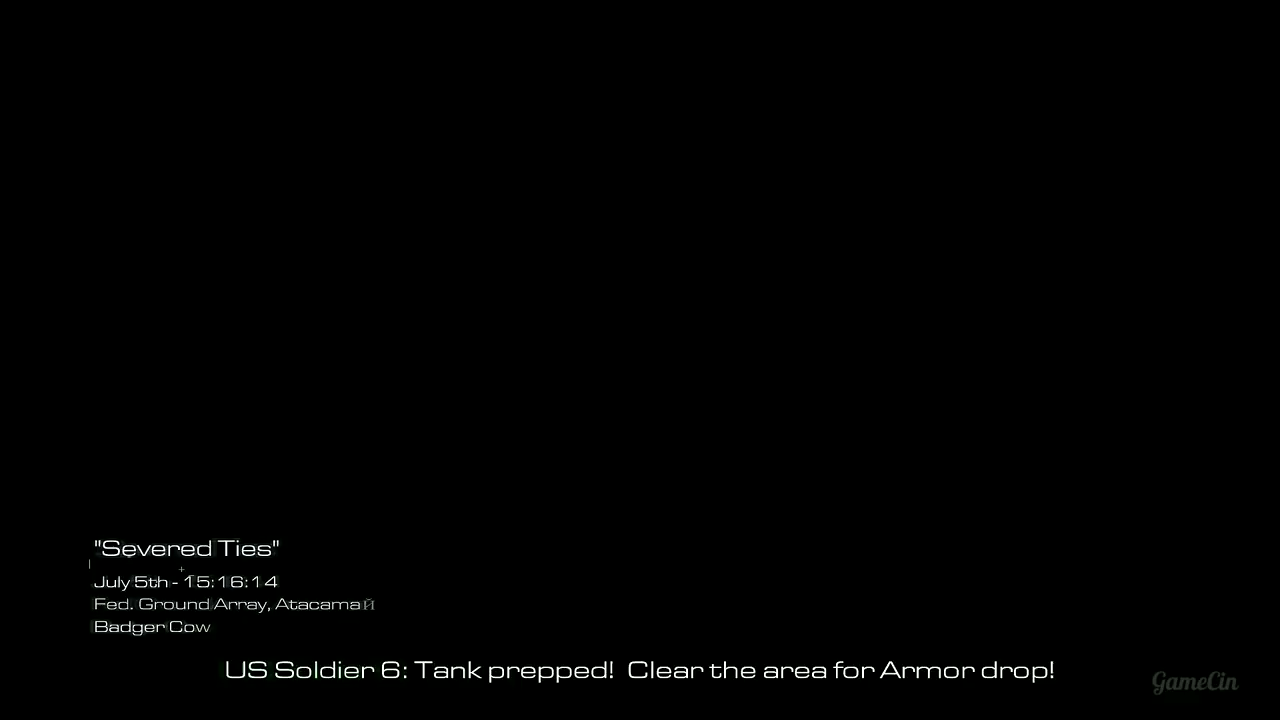 "Severed Ties"
July 5th - 15:16:14
Fed. Ground Array, Atacamaй
Badger Cow
US Soldier 6: Tank prepped!  Clear the area for Armor drop!
GameCin